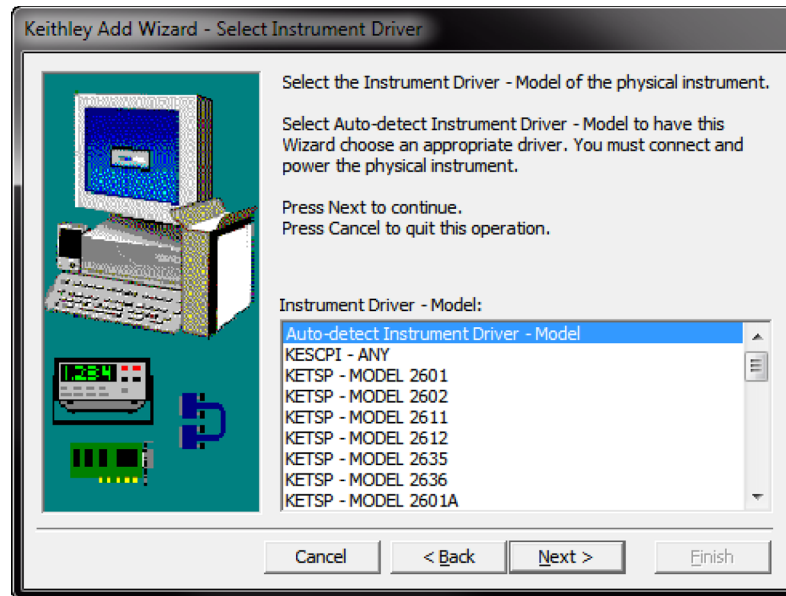 Keithley Add Wizard - Select Instrument Driver
Select the Instrument Driver - Model of the physical instrument.
Select Auto-detect Instrument Driver - Model to have this
Wizard choose an appropriate driver. You must connect and
power the physical instrument.
Press Next to continue.
Press Cancel to quit this operation.
Instrument Driver - Model:
Auto-detect Instrument Driver - Model
KESCPI - ANY
KETSP - MODEL 2601
KETSP - MODEL 2602
KETSP - MODEL 2611
KETSP - MODEL 2612
KETSP - MODEL 2635
KETSP - MODEL 2636
KETSP - MODEL 2601A
1.284
Cancel
< Back
Next >
Finish